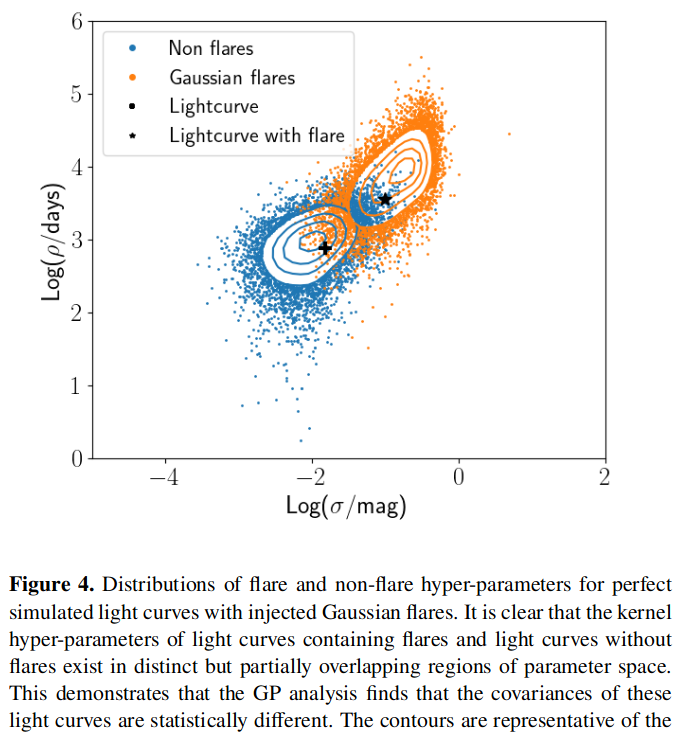 6
Non flares
Gaussian flares
Lightcurve
Lightcurve with flare
5
4
3
2
1
0
Log(ρ/days)
−4
−2
0
2
Log(σ/mag)
Figure 4. Distributions of flare and non-flare hyper-parameters for perfect
simulated light curves with injected Gaussian flares. It is clear that the kernel
hyper-parameters of light curves containing flares and light curves without
flares exist in distinct but partially overlapping regions of parameter space.
This demonstrates that the GP analysis finds that the covariances of these
light curves are statistically different. The contours are representative of the